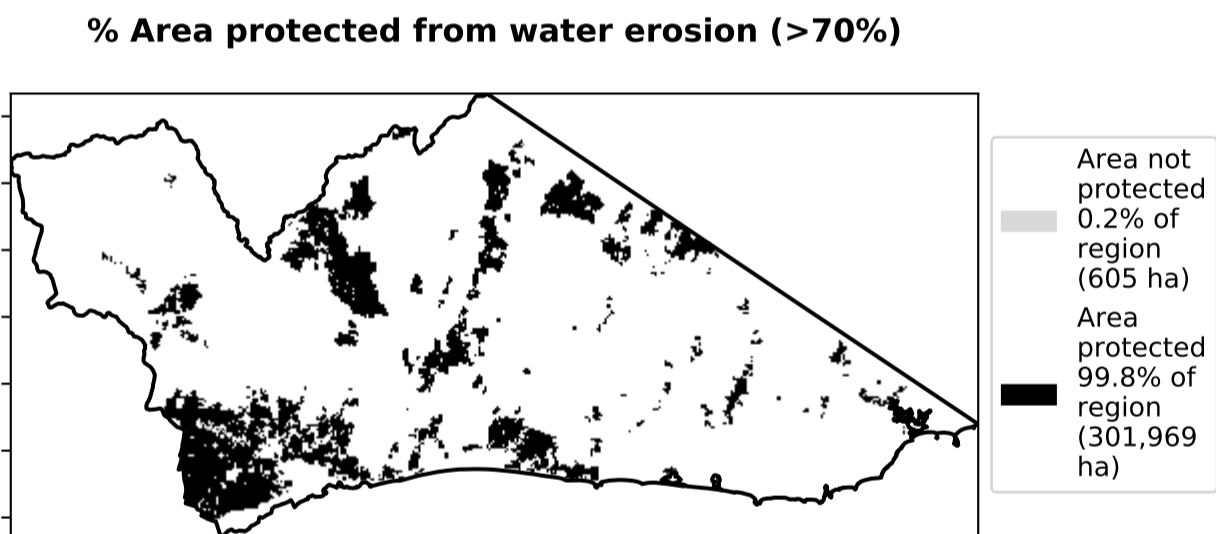 % Area protected from water erosion (>70%)
Area not
protected
0.2% of
region
(605 ha)
Area
protected
99.8% of
region
(301,969
ha)